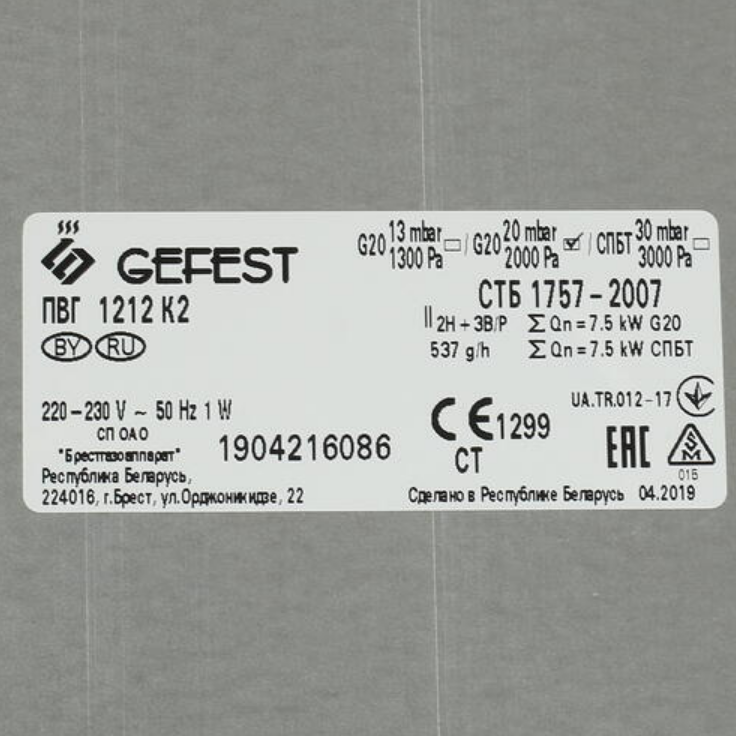 GEFEST
G20 13 mbar 1300 Pa / G20 20 mbar 2000 Pa / СПБТ 30 mbar 3000 Pa
ПВГ 1212 К2
СТБ 1757-2007
BY RU
II 2H+3B/P ∑Qn=7.5 kW G20
537 g/h ∑Qn=7.5 kW СПБТ
220-230 V ~ 50 Hz 1 W
UA.TR.012-17
СП ОАО
"Брестгазоаппарат"
1904216086
CE 1299
СТ
EAC
SM
015
Республика Беларусь,
224016, г.Брест, ул.Орджоникидзе, 22
Сделано в Республике Беларусь 04.2019